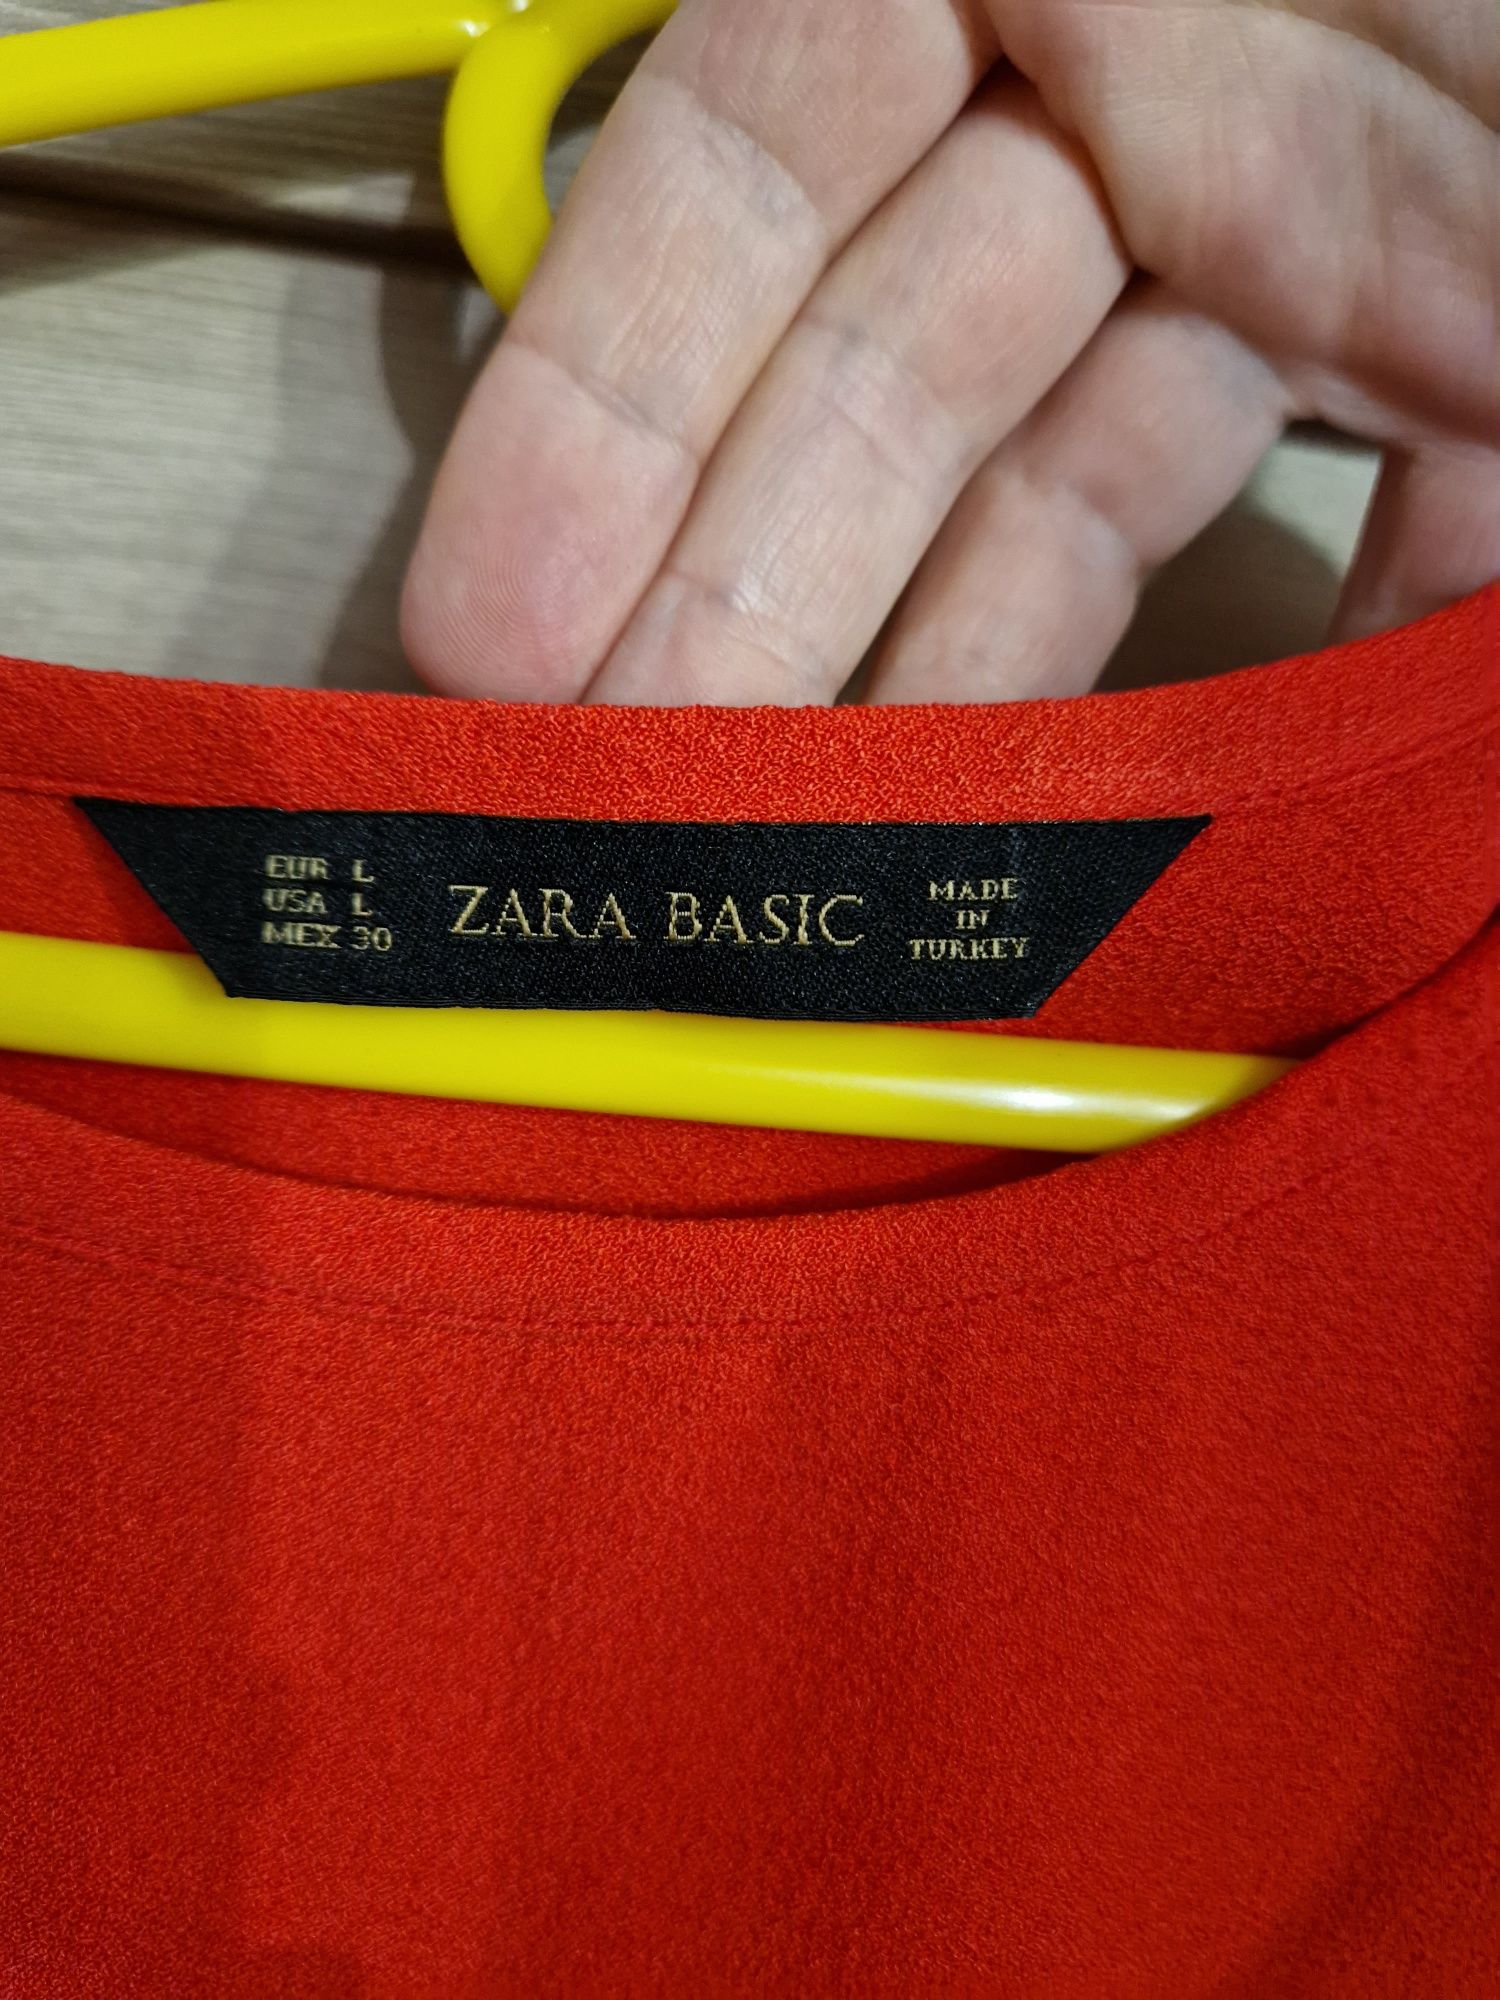 EUR L
USA L
MEX 30
ZARA BASIC
MADE
IN
TURKEY